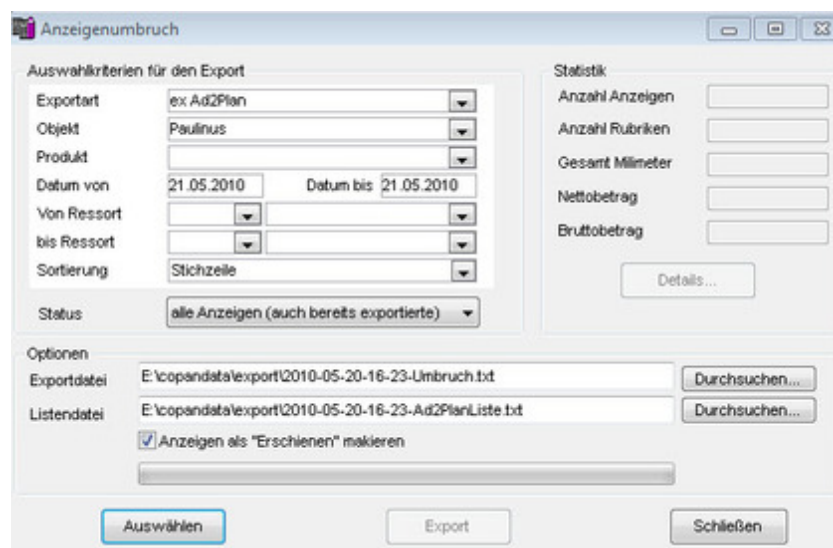 Anzeigenumbruch
Auswahlkriterien für den Export
Exportart ex Ad2Plan
Objekt Paulinus
Produkt
Datum von 21.05.2010 Datum bis 21.05.2010
Von Ressort
bis Ressort
Sortierung Stichzeile
Status alle Anzeigen (auch bereits exportierte)
Statistik
Anzahl Anzeigen
Anzahl Rubriken
Gesamt Milimeter
Nettobetrag
Bruttobetrag
Details...
Optionen
Exportdatei E:\copandata\export\2010-05-20-16-23-Umbruch.txt Durchsuchen...
Listendatei E:\copandata\export\2010-05-20-16-23-Ad2PlanListe.txt Durchsuchen...
Anzeigen als "Erschienen" makieren
Auswählen Export Schließen